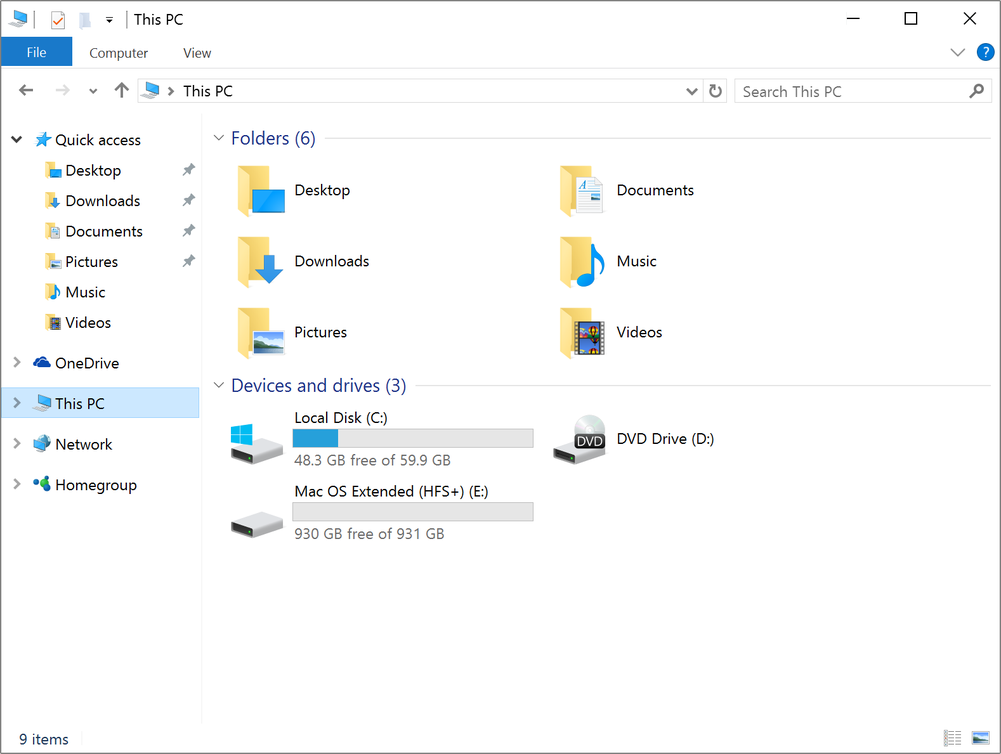 This PC
File Computer View ?
This PC Search This PC
Quick access
Desktop
Downloads
Documents
Pictures
Music
Videos
OneDrive
This PC
Network
Homegroup
Folders (6)
Desktop
Documents
A
Downloads
Music
Pictures
Videos
Devices and drives (3)
Local Disk (C:)
48.3 GB free of 59.9 GB
DVD
DVD Drive (D:)
Mac OS Extended (HFS+) (E:)
930 GB free of 931 GB
9 items